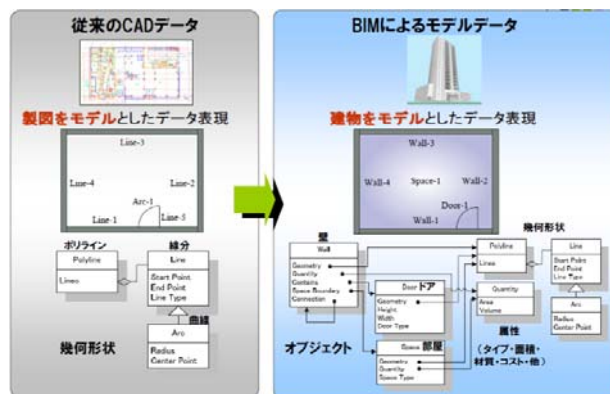 従来のCADデータ
製図をモデルとしたデータ表現
Line-3
Line-4
Line-2
Arc-1
Line-1
Line-5
ポリライン
Polyline
Lines
線分
Line
Start Point
End Point
Line Type
曲線
Arc
Radius
Center Point
幾何形状
BIMによるモデルデータ
建物をモデルとしたデータ表現
Wall-3
Wall-4
Space-1
Wall-2
Door-1
Wall-1
壁
Wall
Geometry
Quantity
Contains
Space Boundary
Connection
Door ドア
Geometry
Height
Width
Door Type
Space 部屋
Geometry
Quantity
Space Type
オブジェクト
幾何形状
Polyline
Lines
Line
Start Point
End Point
Line Type
Arc
Radius
Center Point
Quantity
Area
Volume
属性
(タイプ・面積・
材質・コスト・他)